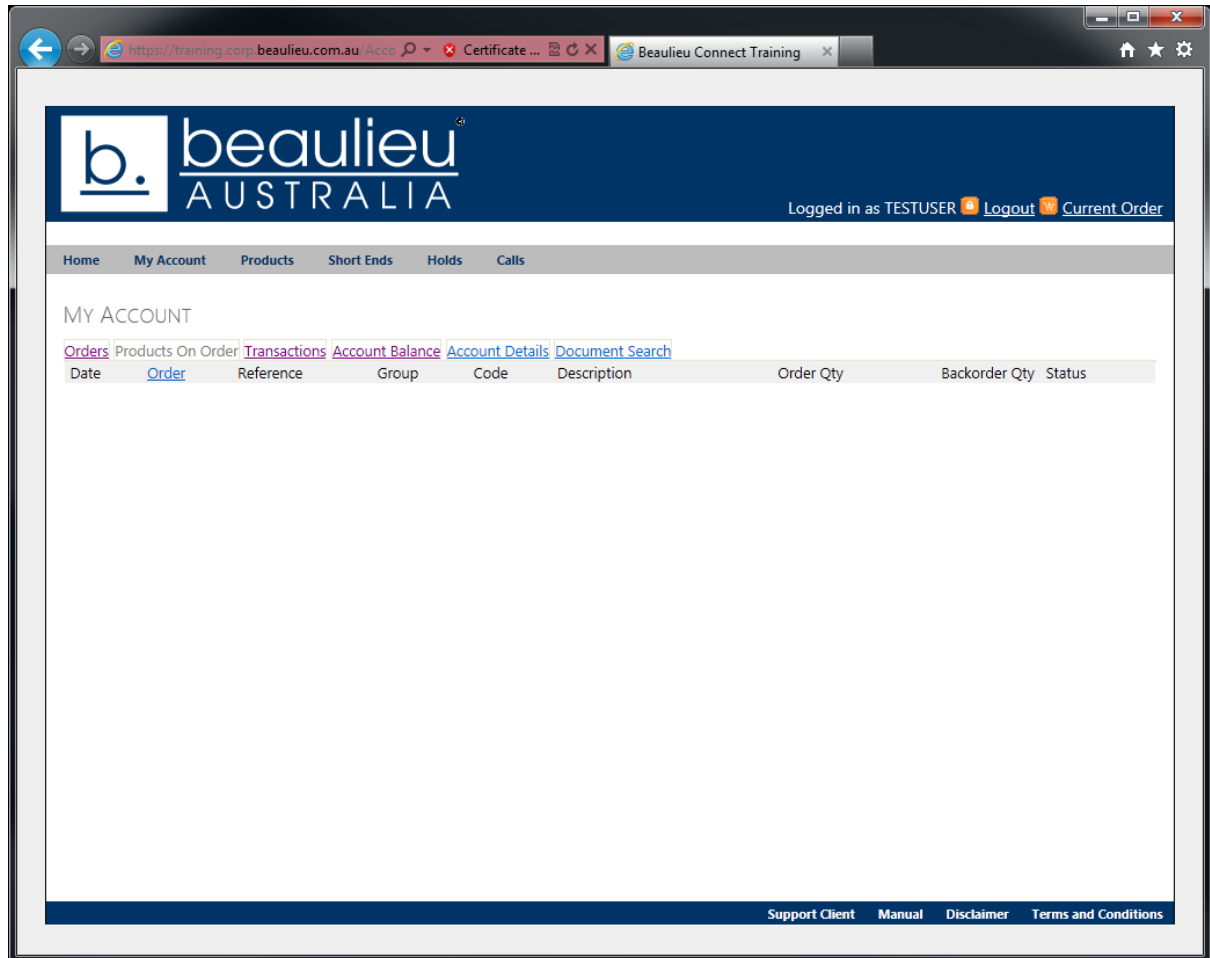 https://training.corp.beaulieu.com.au/Acco Certificate ... Beaulieu Connect Training
b. beaulieu
AUSTRALIA
Logged in as TESTUSER Logout Current Order
Home My Account Products Short Ends Holds Calls
MY ACCOUNT
Orders Products On Order Transactions Account Balance Account Details Document Search
Date Order Reference Group Code Description Order Qty Backorder Qty Status
Support Client Manual Disclaimer Terms and Conditions